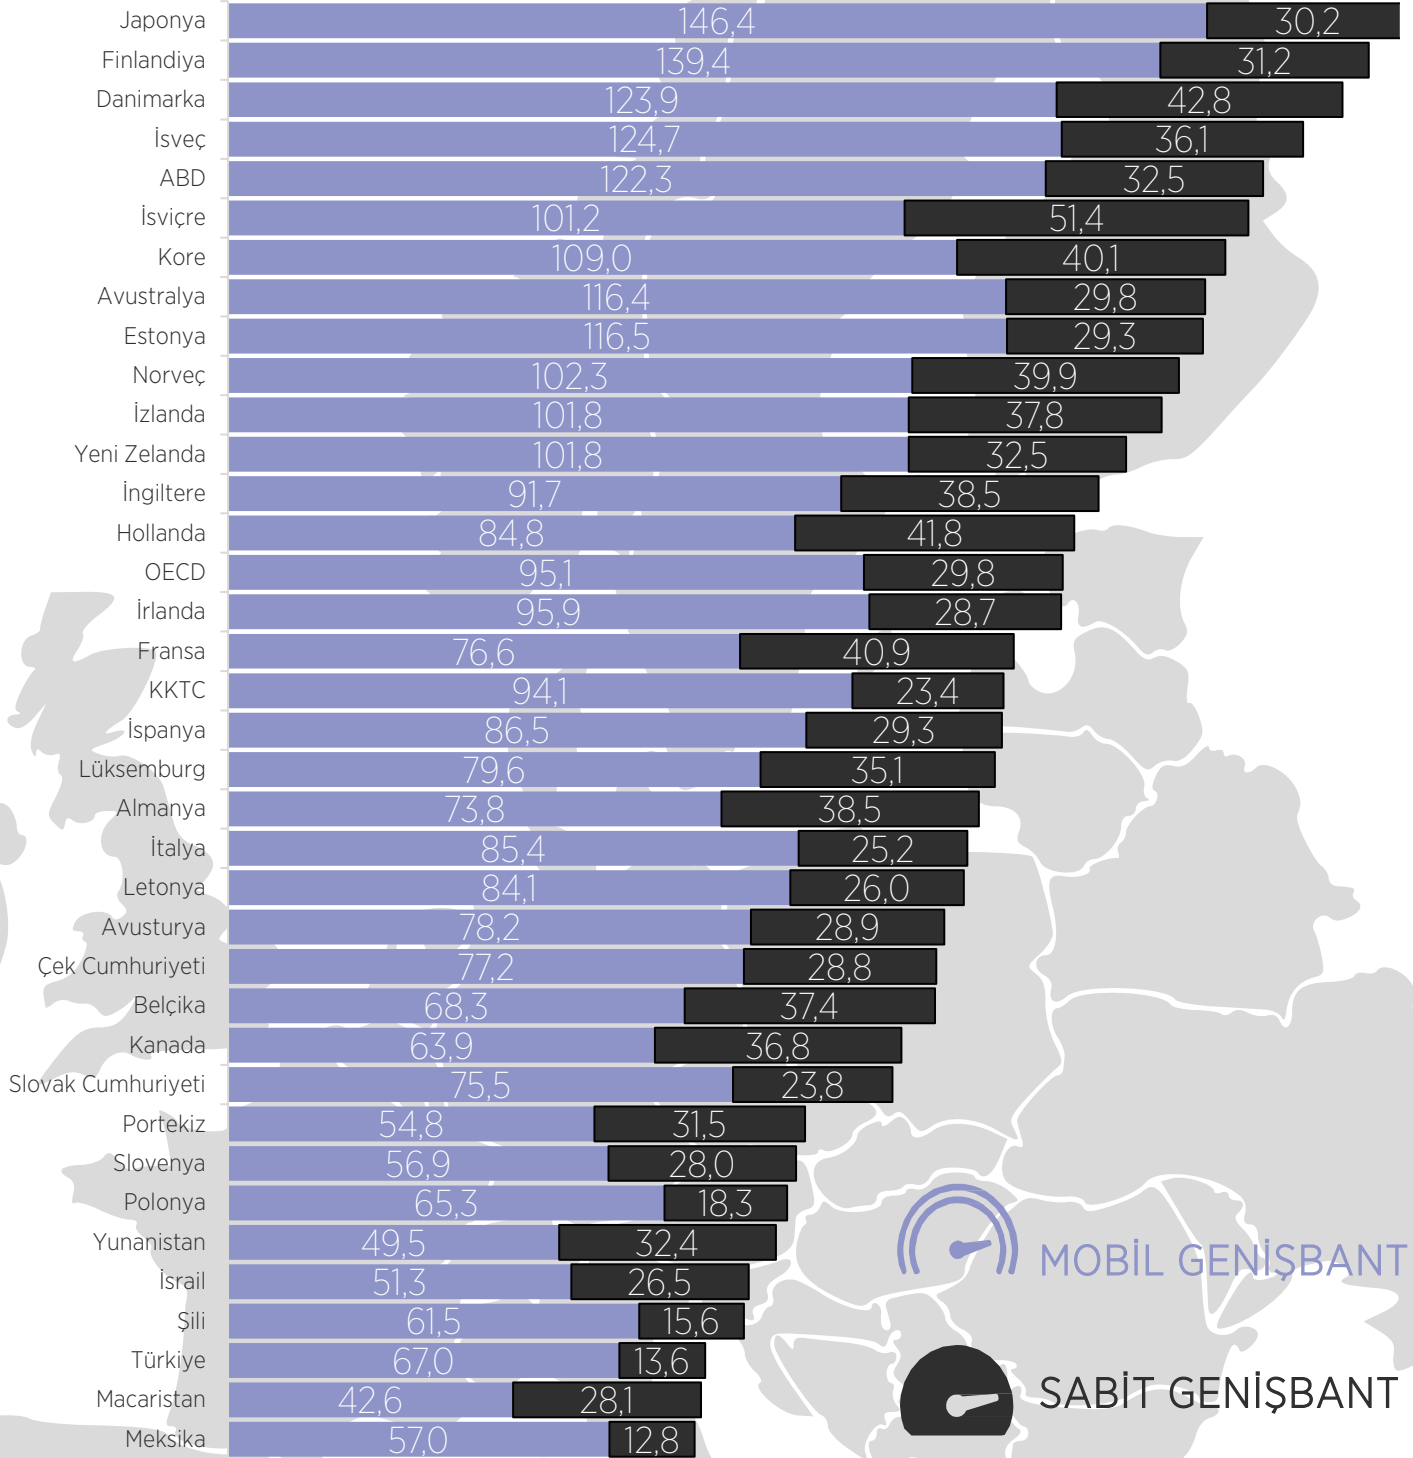 Japonya 146,4 30,2
Finlandiya 139,4 31,2
Danimarka 123,9 42,8
İsveç 124,7 36,1
ABD 122,3 32,5
İsviçre 101,2 51,4
Kore 109,0 40,1
Avustralya 116,4 29,8
Estonya 116,5 29,3
Norveç 102,3 39,9
İzlanda 101,8 37,8
Yeni Zelanda 101,8 32,5
İngiltere 91,7 38,5
Hollanda 84,8 41,8
OECD 95,1 29,8
İrlanda 95,9 28,7
Fransa 76,6 40,9
KKTC 94,1 23,4
İspanya 86,5 29,3
Lüksemburg 79,6 35,1
Almanya 73,8 38,5
İtalya 85,4 25,2
Letonya 84,1 26,0
Avusturya 78,2 28,9
Çek Cumhuriyeti 77,2 28,8
Belçika 68,3 37,4
Kanada 63,9 36,8
Slovak Cumhuriyeti 75,5 23,8
Portekiz 54,8 31,5
Slovenya 56,9 28,0
Polonya 65,3 18,3
Yunanistan 49,5 32,4
MOBİL GENİŞBANT
İsrail 51,3 26,5
Şili 61,5 15,6
Türkiye 67,0 13,6
SABİT GENİŞBANT
Macaristan 42,6 28,1
Meksika 57,0 12,8